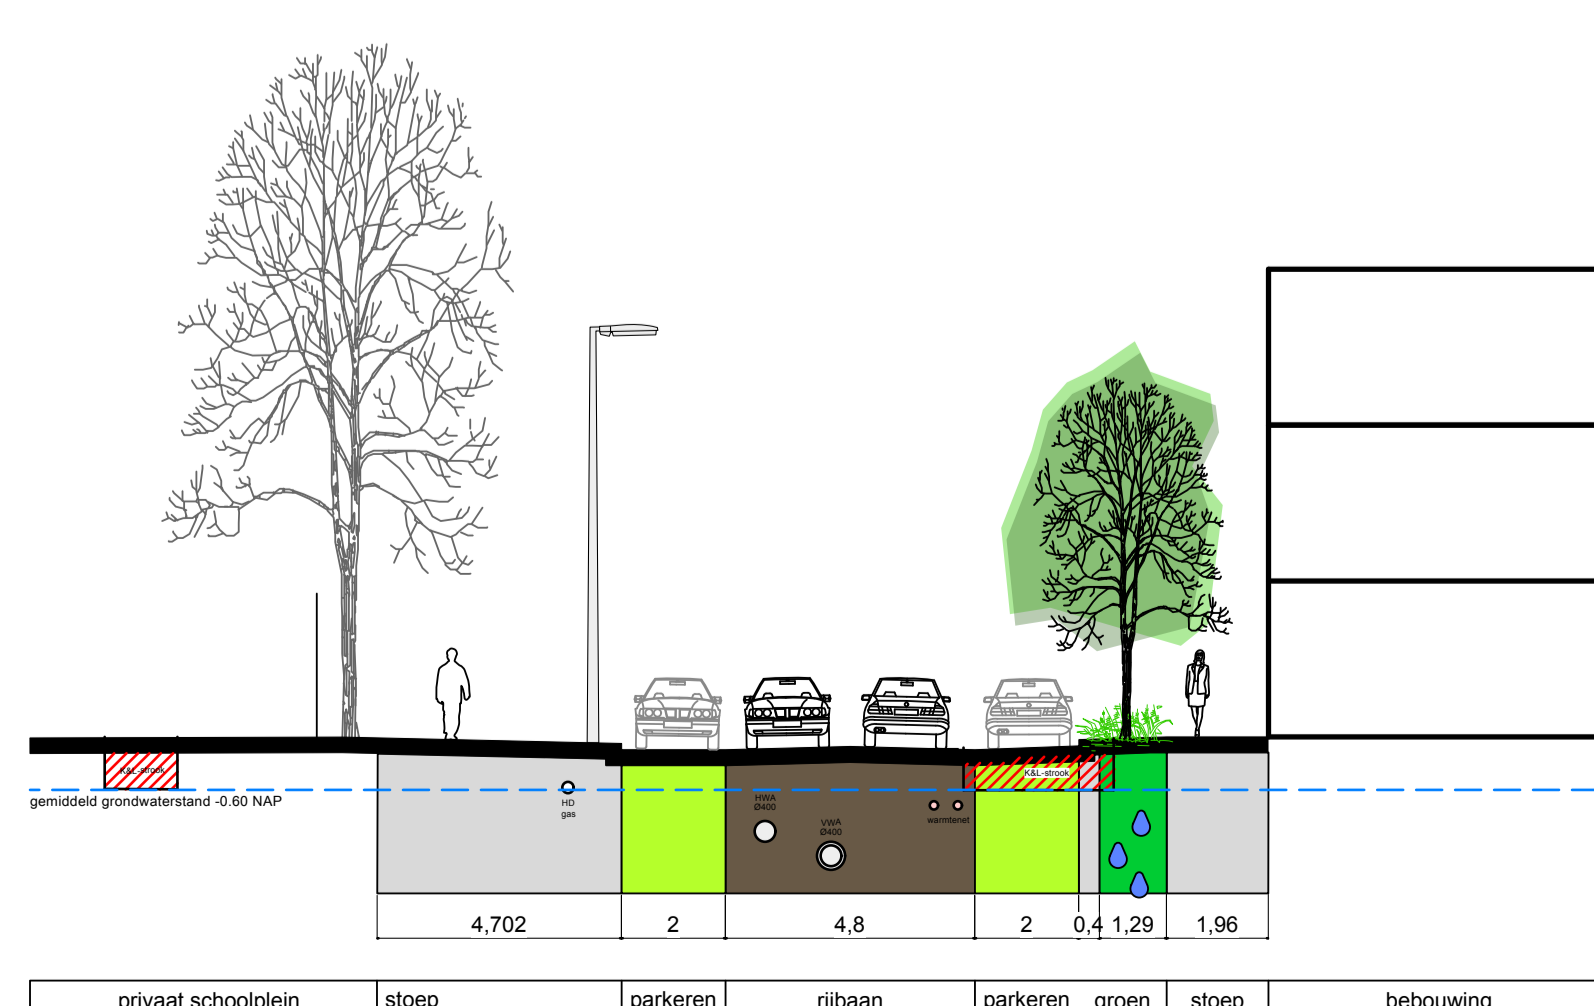 K&L-strook
K&L-strook
gemiddeld grondwaterstand -0.60 NAP
HD
gas
HWA
Ø400
VWA
Ø400
warmtenet
4,702
2
4,8
2
0,4
1,29
1,96
privaat schoolplein
stoep
parkeren
rijbaan
parkeren
groen
stoep
bebouwing